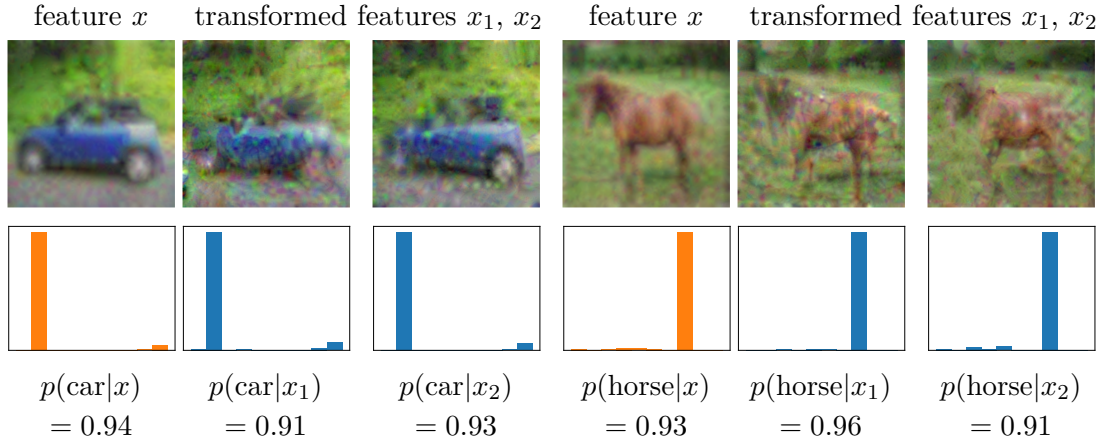 feature x transformed features x₁, x₂ feature x transformed features x₁, x₂
p(car|x) p(car|x₁) p(car|x₂) p(horse|x) p(horse|x₁) p(horse|x₂)
= 0.94 = 0.91 = 0.93 = 0.93 = 0.96 = 0.91